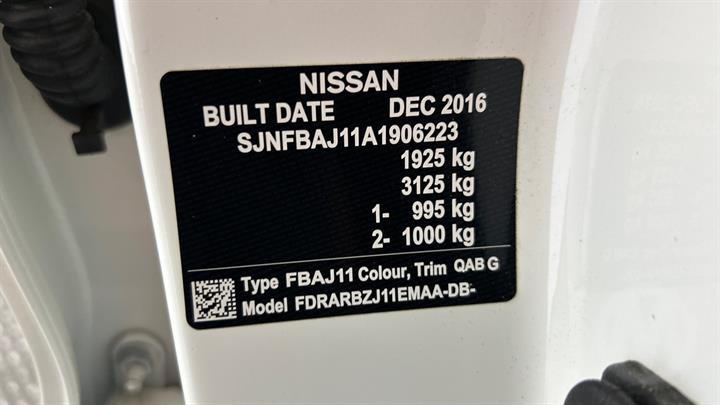 NISSAN
BUILT DATE DEC 2016
SJNFBAJ11A1906223
1925 kg
3125 kg
1- 995 kg
2- 1000 kg
Type FBAJ11 Colour, Trim QAB G
Model FDRARBZJ11EMAA-DB-